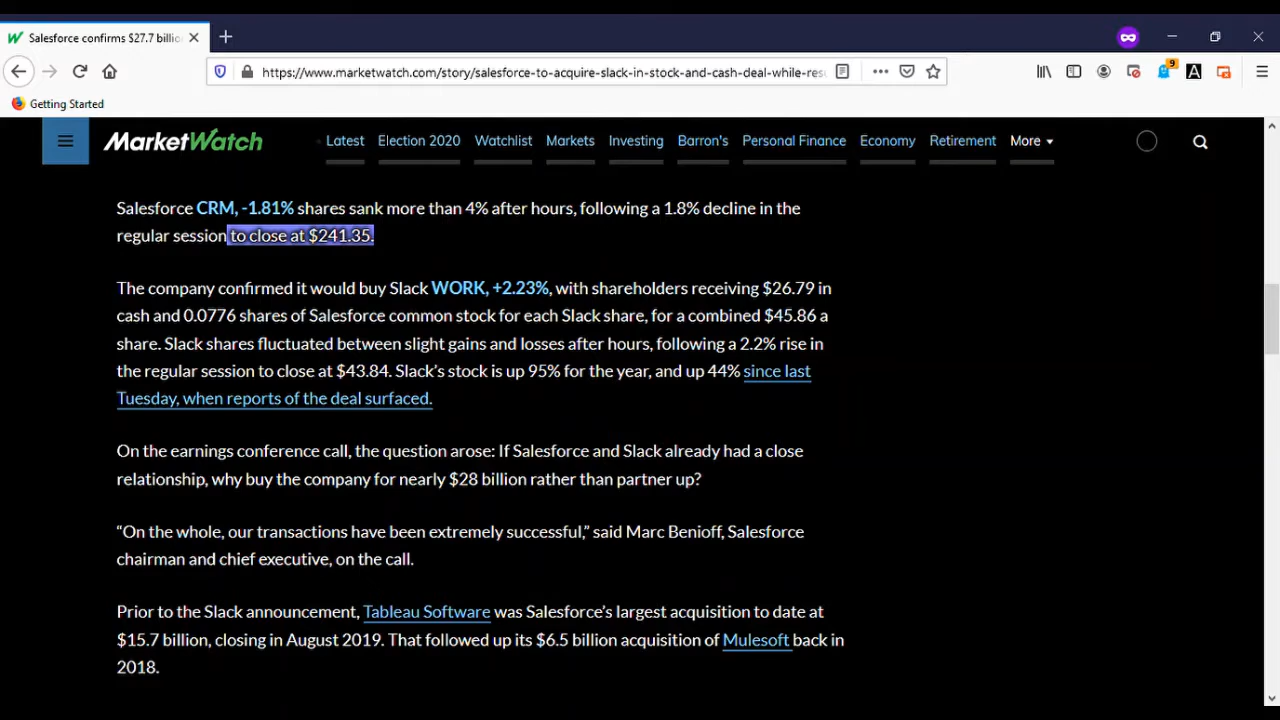 Salesforce confirms $27.7 billio
https://www.marketwatch.com/story/salesforce-to-acquire-slack-in-stock-and-cash-deal-while-res
9
A
Getting Started
MarketWatch
Latest Election 2020 Watchlist Markets Investing Barron's Personal Finance Economy Retirement More
Salesforce CRM, -1.81% shares sank more than 4% after hours, following a 1.8% decline in the
regular session to close at $241.35.
The company confirmed it would buy Slack WORK, +2.23%, with shareholders receiving $26.79 in
cash and 0.0776 shares of Salesforce common stock for each Slack share, for a combined $45.86 a
share. Slack shares fluctuated between slight gains and losses after hours, following a 2.2% rise in
the regular session to close at $43.84. Slack’s stock is up 95% for the year, and up 44% since last
Tuesday, when reports of the deal surfaced.
On the earnings conference call, the question arose: If Salesforce and Slack already had a close
relationship, why buy the company for nearly $28 billion rather than partner up?
“On the whole, our transactions have been extremely successful,” said Marc Benioff, Salesforce
chairman and chief executive, on the call.
Prior to the Slack announcement, Tableau Software was Salesforce’s largest acquisition to date at
$15.7 billion, closing in August 2019. That followed up its $6.5 billion acquisition of Mulesoft back in
2018.